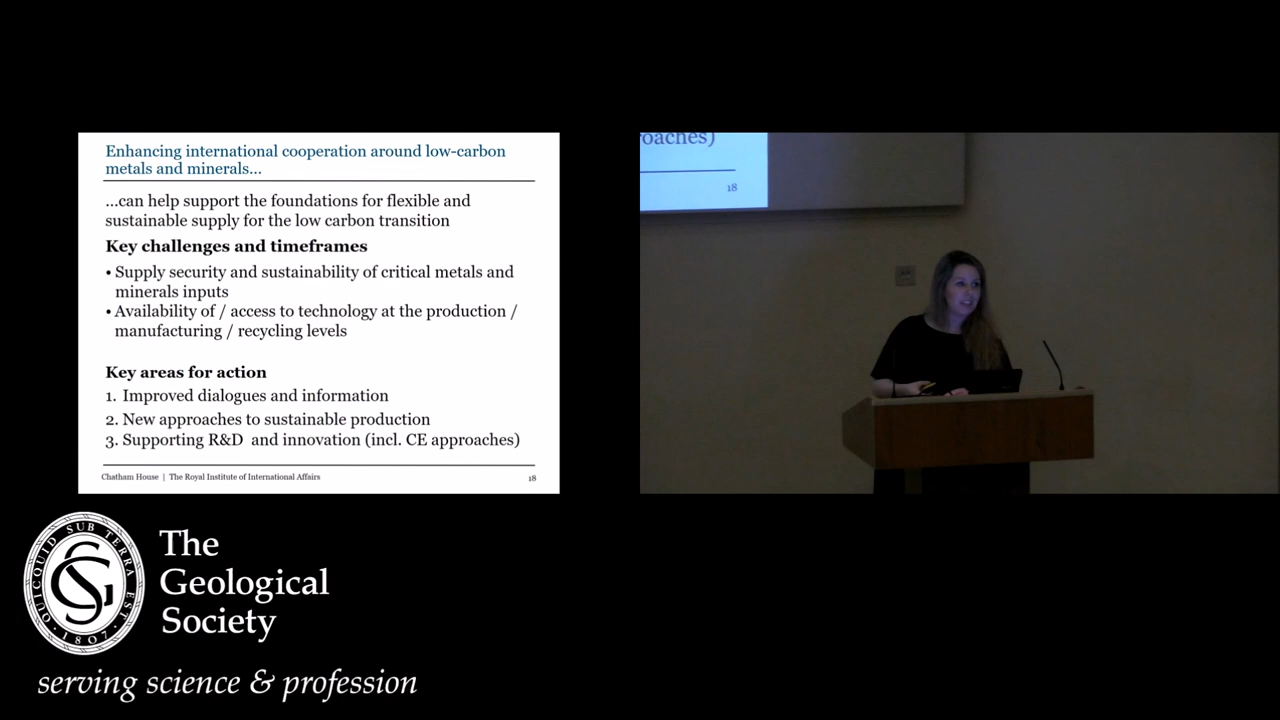 Enhancing international cooperation around low-carbon
metals and minerals...
...can help support the foundations for flexible and
sustainable supply for the low carbon transition
Key challenges and timeframes
• Supply security and sustainability of critical metals and
minerals inputs
• Availability of / access to technology at the production /
manufacturing / recycling levels
Key areas for action
1. Improved dialogues and information
2. New approaches to sustainable production
3. Supporting R&D and innovation (incl. CE approaches)
Chatham House | The Royal Institute of International Affairs
18
oaches)
18
QUICQUID SUB TERRA EST
· 1807 ·
GS
The
Geological
Society
serving science & profession